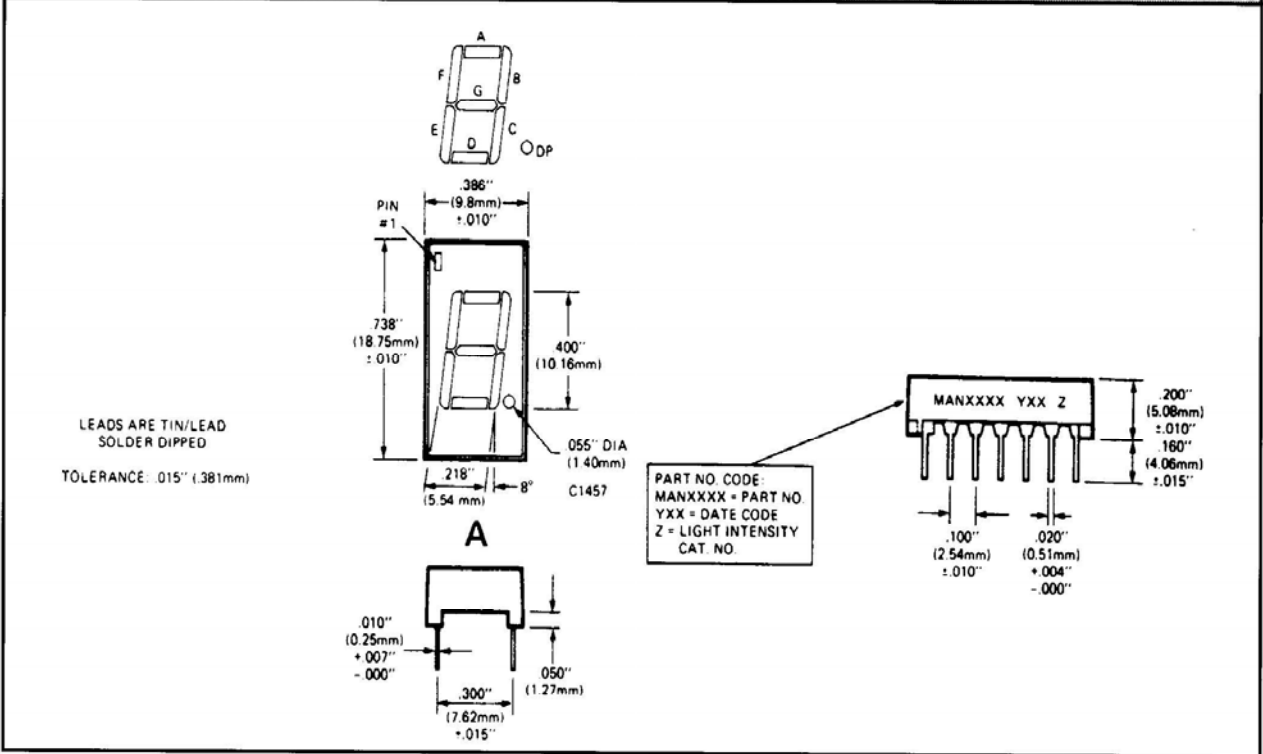 A
F
B
G
E
C
D
DP
.386"
(9.8mm)
±.010"
PIN
#1
.738"
(18.75mm)
±.010"
.400"
(10.16mm)
.055" DIA
(1.40mm)
C1457
.218"
(5.54 mm)
8°
A
LEADS ARE TIN/LEAD
SOLDER DIPPED
TOLERANCE: .015" (.381mm)
MANXXXX YXX Z
.200"
(5.08mm)
±.010"
.160"
(4.06mm)
±.015"
PART NO. CODE:
MANXXXX = PART NO.
YXX = DATE CODE
Z = LIGHT INTENSITY
CAT. NO.
.100"
(2.54mm)
±.010"
.020"
(0.51mm)
+.004"
-.000"
.010"
(0.25mm)
+.007"
-.000"
.050"
(1.27mm)
.300"
(7.62mm)
±.015"